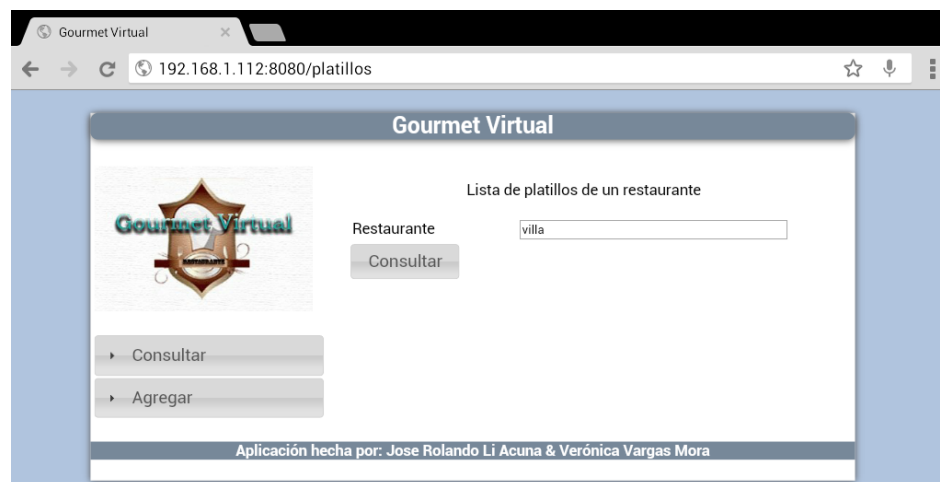 Gourmet Virtual
192.168.1.112:8080/platillos
Gourmet Virtual
Gourmet Virtual
RESTAURANTE
Lista de platillos de un restaurante
Restaurante villa
Consultar
Consultar
Agregar
Aplicación hecha por: Jose Rolando Li Acuna & Verónica Vargas Mora